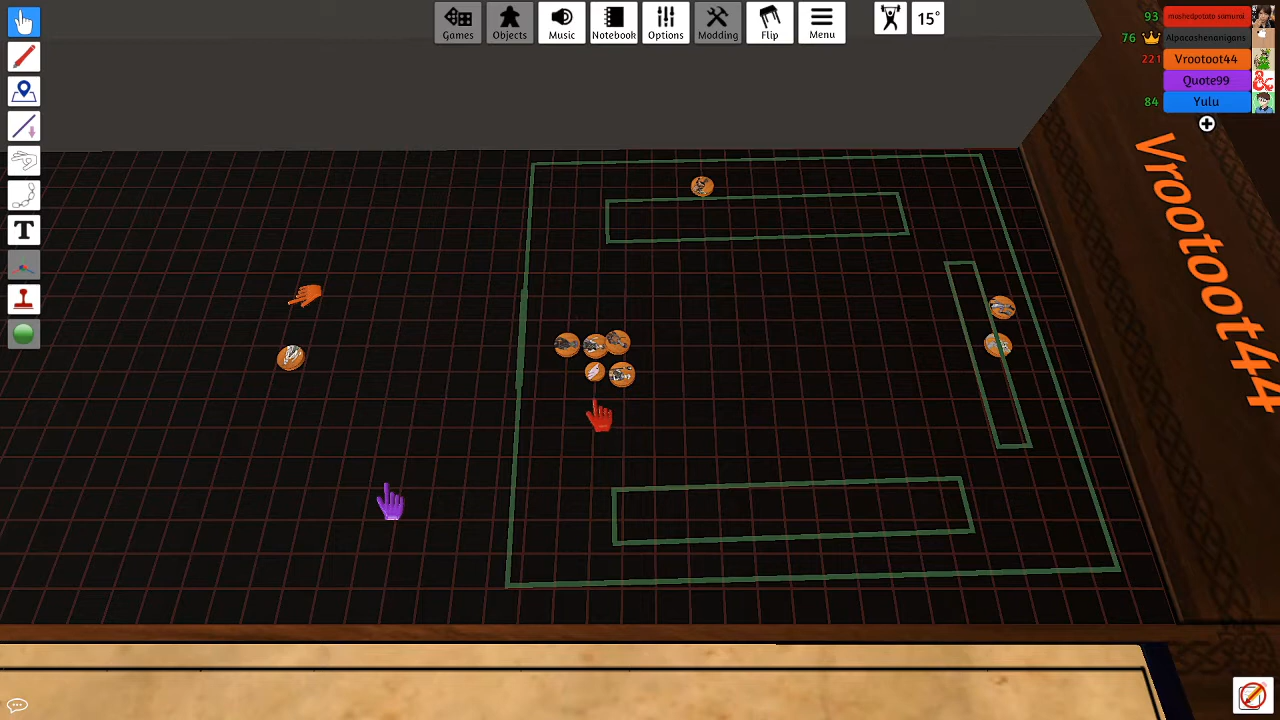 Games
Objects
Music
Notebook
Options
Modding
Flip
Menu
15°
93 mashedpotato samurai
76 Alpacashenanigans
221 Vrootoot44
Quote99
84 Yulu
T
Vrootoot44